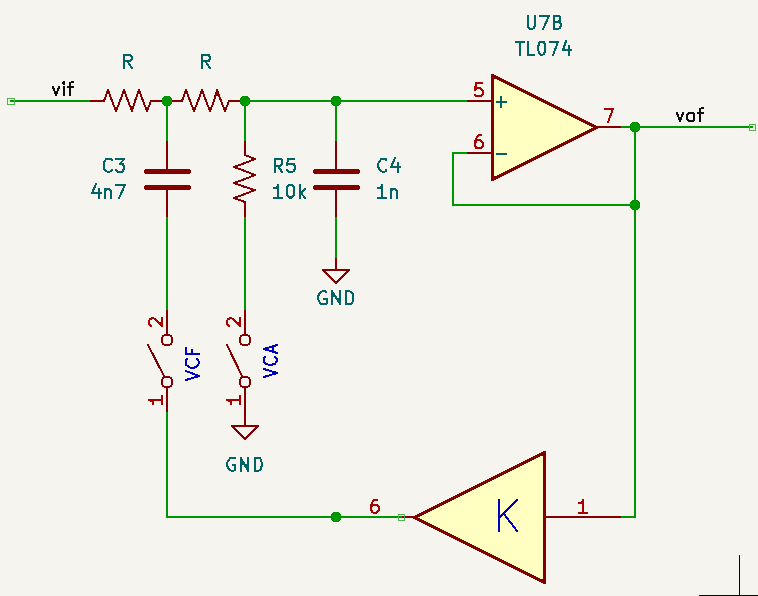 U7B
TL074
R
R
vif
5
+
7
vaf
6
−
C3
4n7
R5
10k
C4
1n
GND
2
VCF
1
2
VCA
1
GND
6
K
1